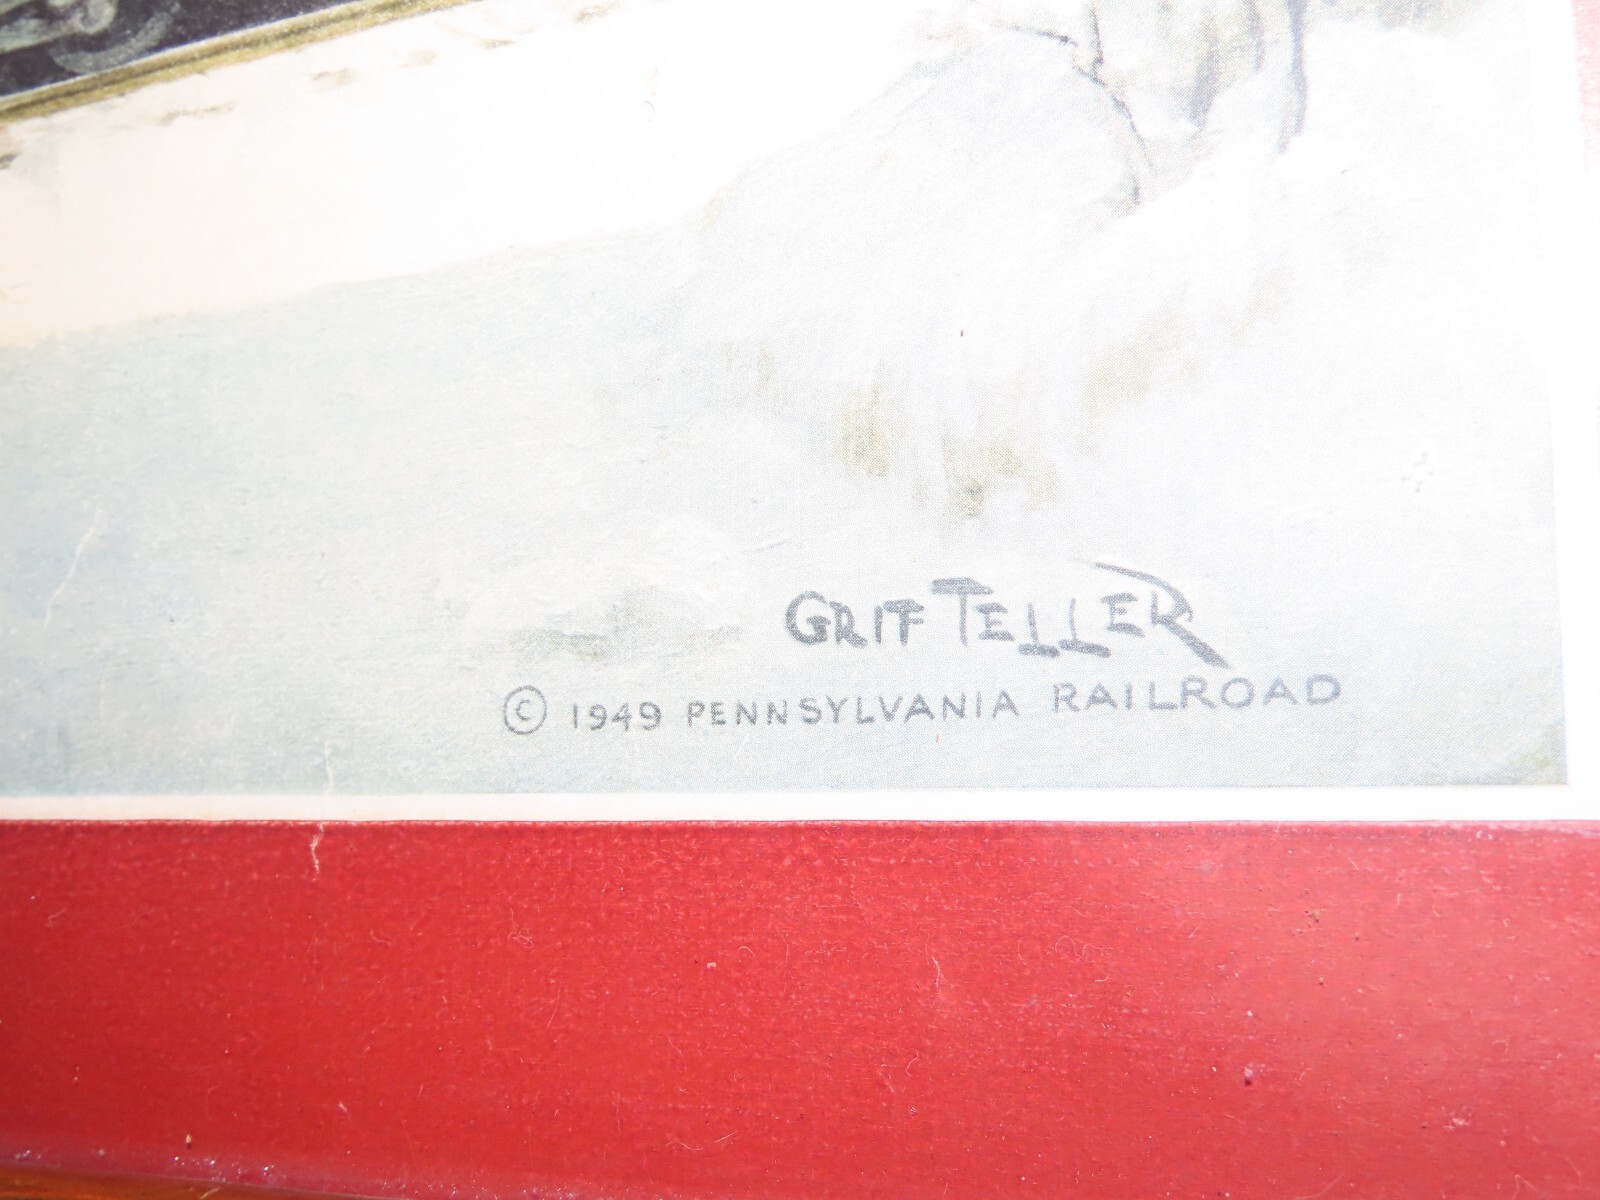 GRIF TELLER
© 1949 PENNSYLVANIA RAILROAD